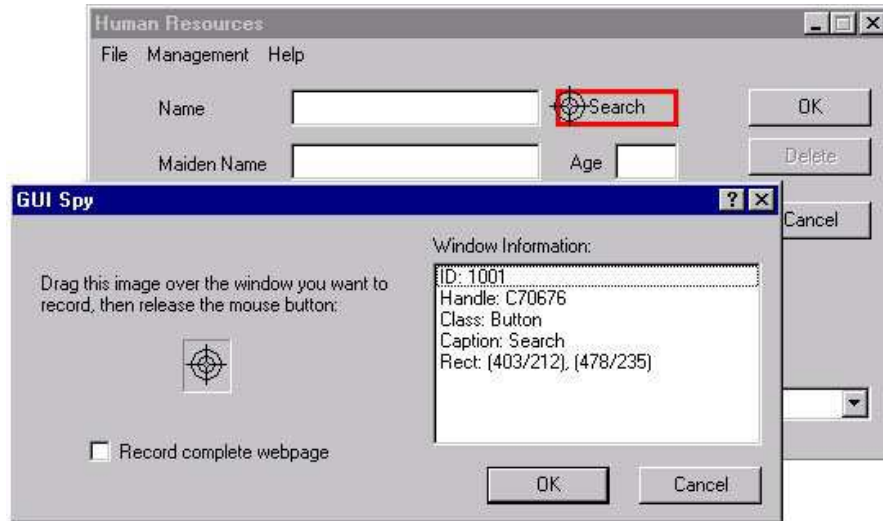 Human Resources
File Management Help
Name Search OK
Maiden Name Age Delete
GUI Spy
Cancel
Window Information:
Drag this image over the window you want to
record, then release the mouse button:
ID: 1001
Handle: C70676
Class: Button
Caption: Search
Rect: (403/212), (478/235)
Record complete webpage
OK Cancel